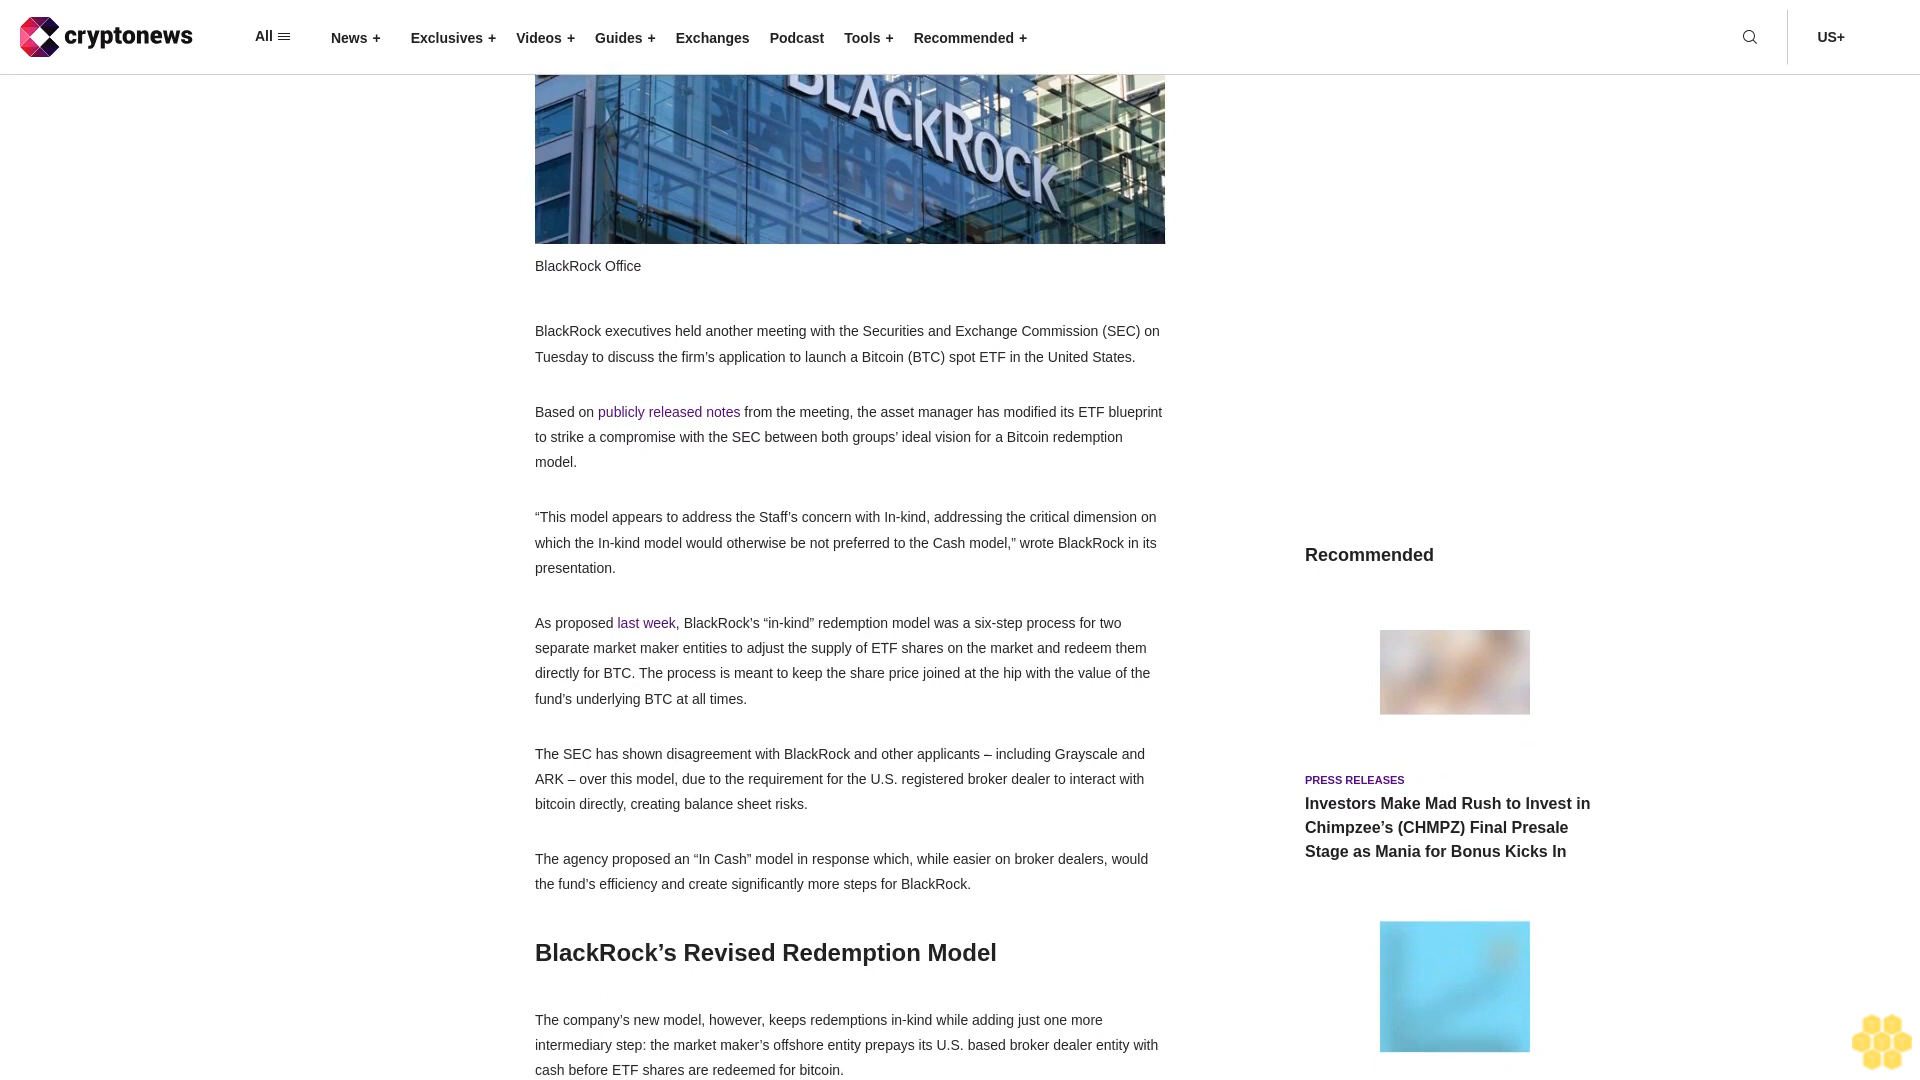 cryptonews
All
News +
Exclusives +
Videos +
Guides +
Exchanges
Podcast
Tools +
Recommended +
US+
BLACKROCK
BlackRock Office
BlackRock executives held another meeting with the Securities and Exchange Commission (SEC) on
Tuesday to discuss the firm’s application to launch a Bitcoin (BTC) spot ETF in the United States.
Based on publicly released notes from the meeting, the asset manager has modified its ETF blueprint
to strike a compromise with the SEC between both groups’ ideal vision for a Bitcoin redemption
model.
“This model appears to address the Staff’s concern with In-kind, addressing the critical dimension on
which the In-kind model would otherwise be not preferred to the Cash model,” wrote BlackRock in its
presentation.
As proposed last week, BlackRock’s “in-kind” redemption model was a six-step process for two
separate market maker entities to adjust the supply of ETF shares on the market and redeem them
directly for BTC. The process is meant to keep the share price joined at the hip with the value of the
fund’s underlying BTC at all times.
The SEC has shown disagreement with BlackRock and other applicants – including Grayscale and
ARK – over this model, due to the requirement for the U.S. registered broker dealer to interact with
bitcoin directly, creating balance sheet risks.
The agency proposed an “In Cash” model in response which, while easier on broker dealers, would
the fund’s efficiency and create significantly more steps for BlackRock.
BlackRock’s Revised Redemption Model
The company’s new model, however, keeps redemptions in-kind while adding just one more
intermediary step: the market maker’s offshore entity prepays its U.S. based broker dealer entity with
cash before ETF shares are redeemed for bitcoin.
Recommended
PRESS RELEASES
Investors Make Mad Rush to Invest in
Chimpzee’s (CHMPZ) Final Presale
Stage as Mania for Bonus Kicks In